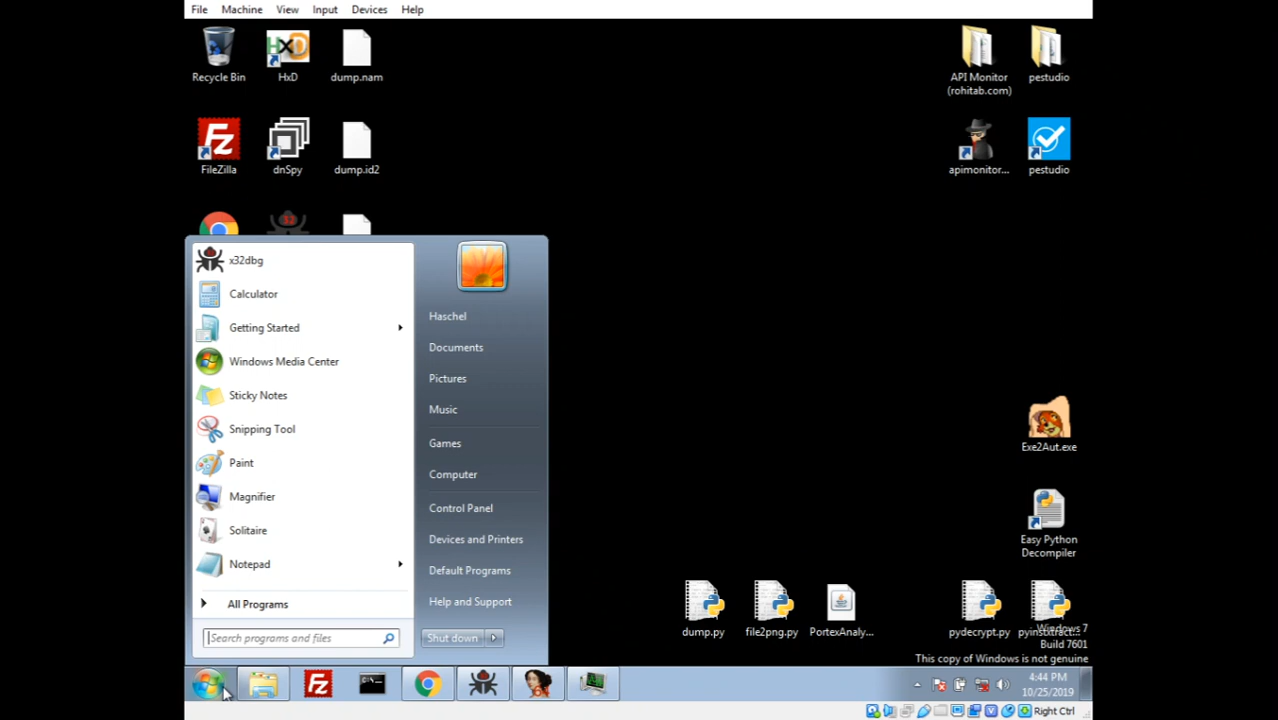 File Machine View Input Devices Help
Recycle Bin
HxD
dump.nam
API Monitor
(rohitab.com)
pestudio
FileZilla
dnSpy
dump.id2
apimonitor...
pestudio
x32dbg
Calculator
Getting Started
Windows Media Center
Sticky Notes
Snipping Tool
Paint
Magnifier
Solitaire
Notepad
All Programs
Search programs and files
Haschel
Documents
Pictures
Music
Games
Computer
Control Panel
Devices and Printers
Default Programs
Help and Support
Shut down
Exe2Aut.exe
Easy Python
Decompiler
dump.py
file2png.py
PortexAnaly...
pydecrypt.py
Windows 7
Build 7601
This copy of Windows is not genuine
4:44 PM
10/25/2019
Right Ctrl